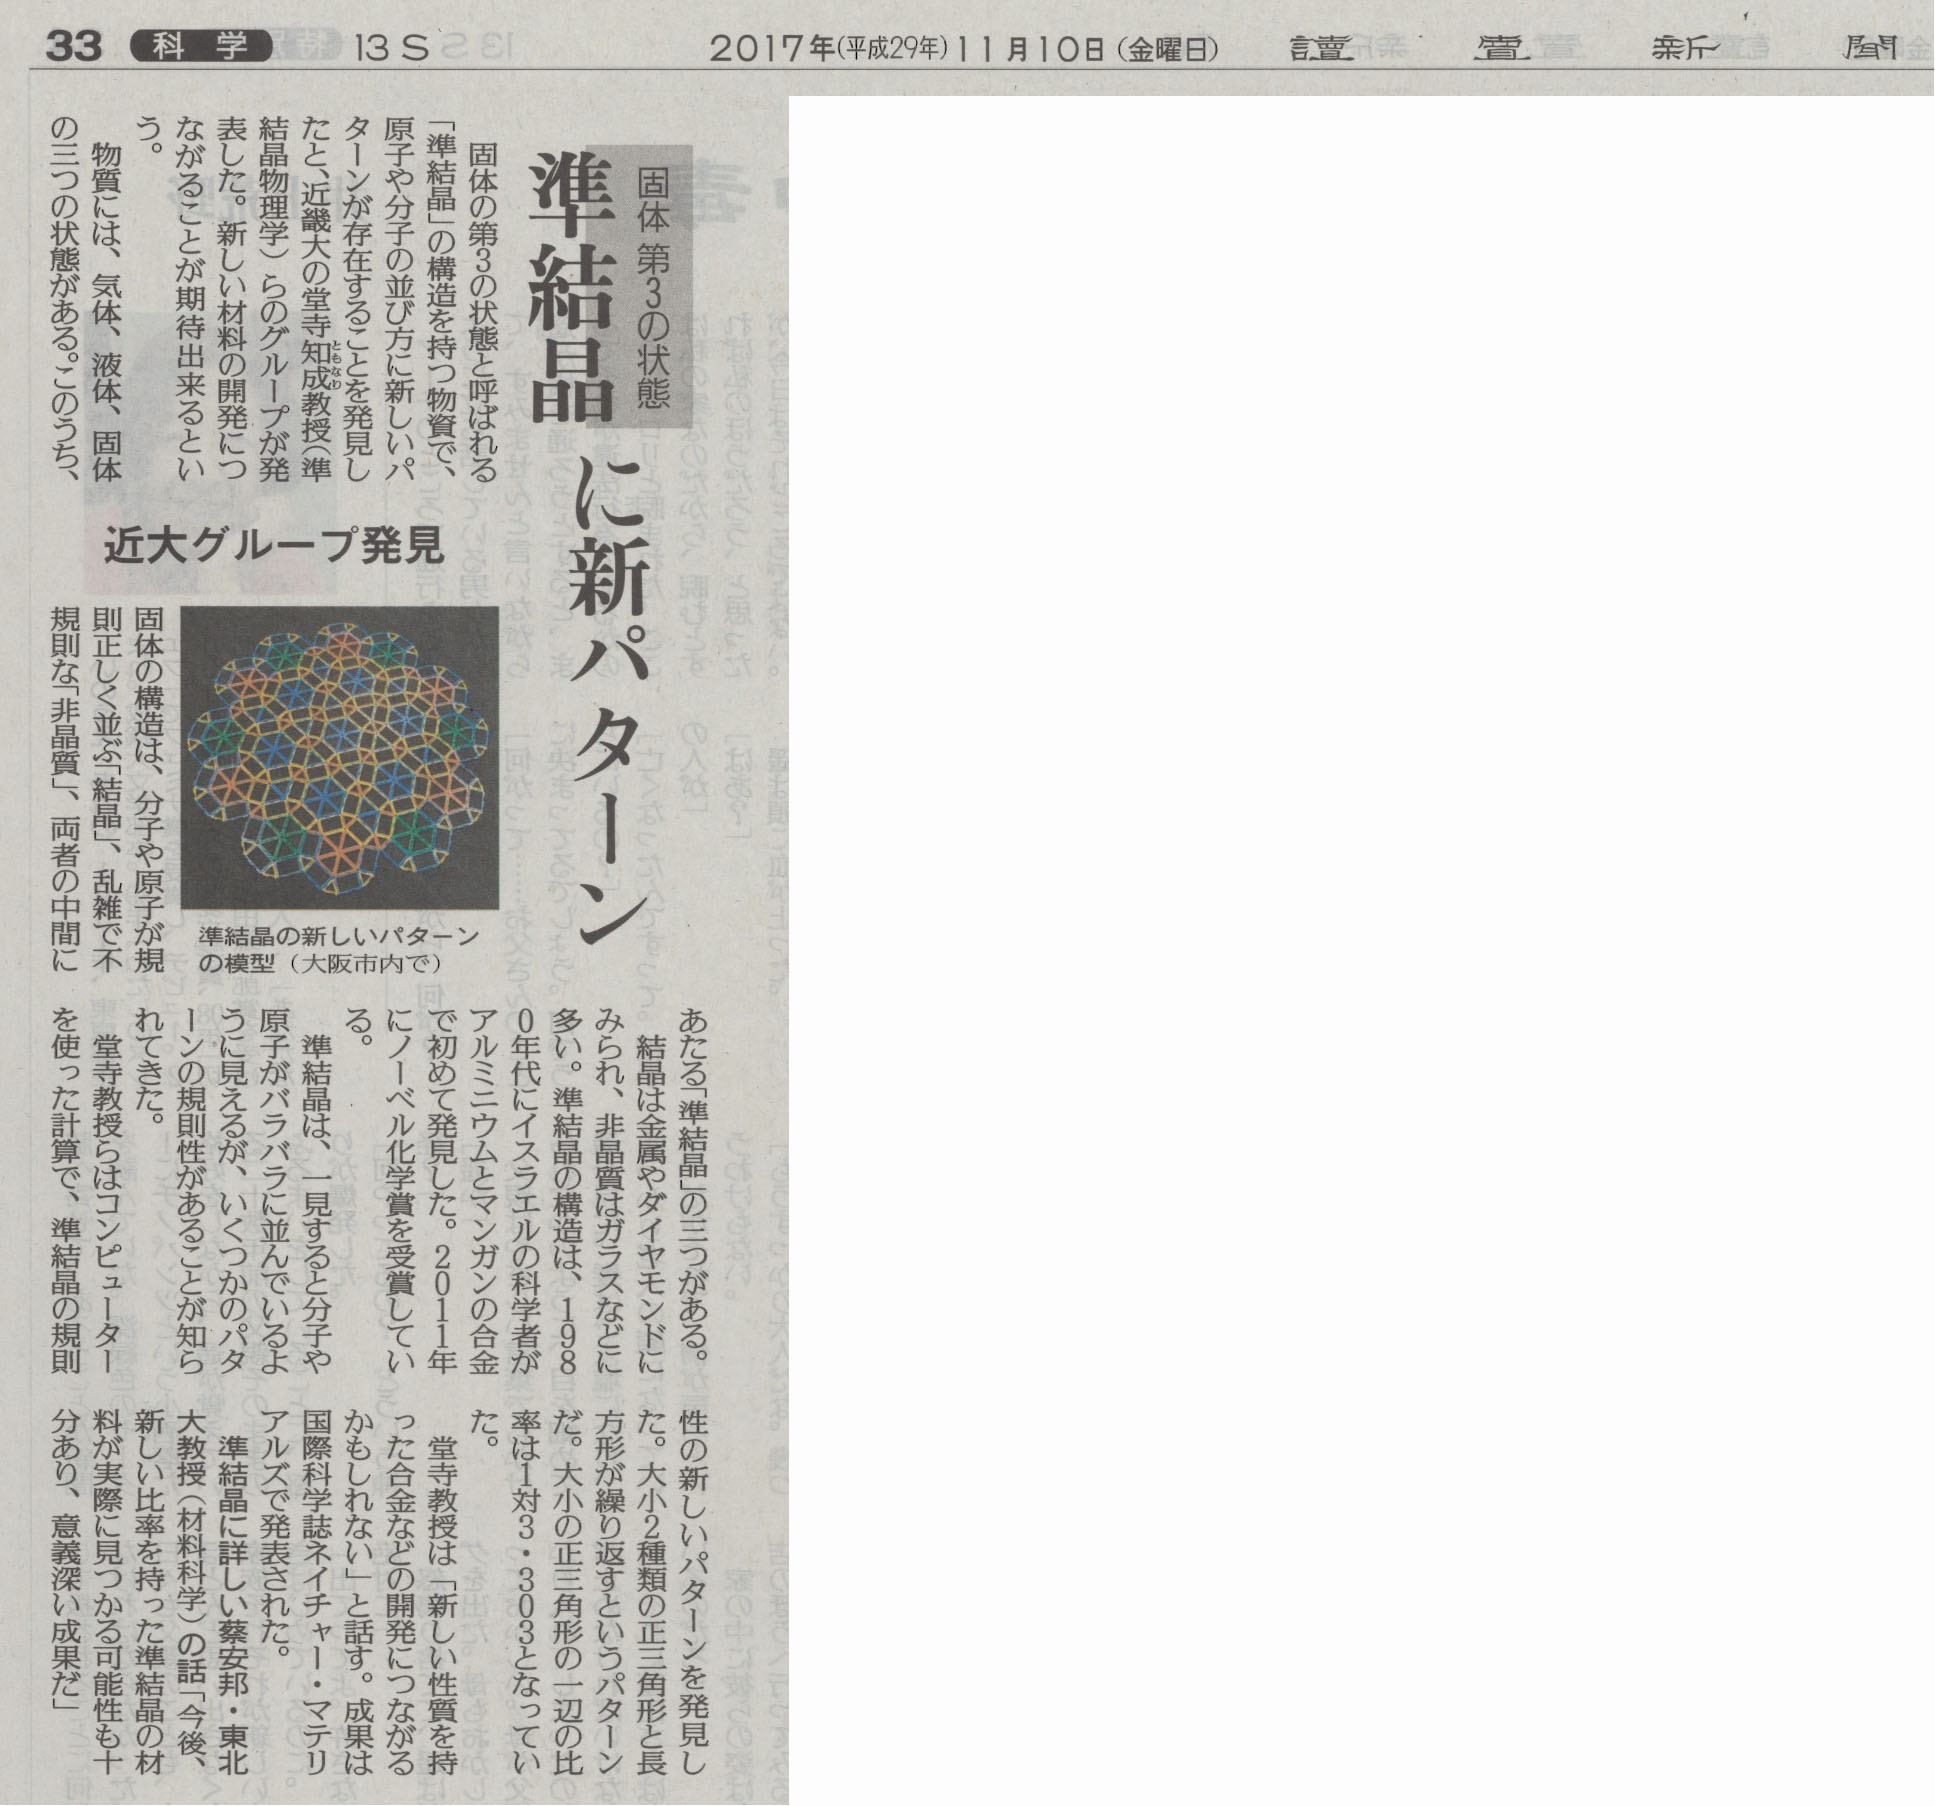 33 科学 13S 2017年(平成29年)11月10日(金曜日) 讀賣新聞
固体 第3の状態
準結晶に新パターン
近大グループ発見
固体の第3の状態と呼ばれる
「準結晶」の構造を持つ物資で、
原子や分子の並び方に新しいパ
ターンが存在することを発見し
たと、近畿大の堂寺知成教授(準
ともなり
結晶物理学)らのグループが発
表した。新しい材料の開発につ
ながることが期待出来るとい
う。
物質には、気体、液体、固体
の三つの状態がある。このうち、
固体の構造は、分子や原子が規
則正しく並ぶ「結晶」、乱雑で不
規則な「非晶質」、両者の中間に
準結晶の新しいパターン
の模型(大阪市内で)
あたる「準結晶」の三つがある。
結晶は金属やダイヤモンドに
みられ、非晶質はガラスなどに
多い。準結晶の構造は、198
0年代にイスラエルの科学者が
アルミニウムとマンガンの合金
で初めて発見した。2011年
にノーベル化学賞を受賞してい
る。
準結晶は、一見すると分子や
原子がバラバラに並んでいるよ
うに見えるが、いくつかのパタ
ーンの規則性があることが知ら
れてきた。
堂寺教授らはコンピューター
を使った計算で、準結晶の規則
性の新しいパターンを発見し
た。大小2種類の正三角形と長
方形が繰り返すというパターン
だ。大小の正三角形の一辺の比
率は1対3・303となってい
た。
堂寺教授は「新しい性質を持
った合金などの開発につながる
かもしれない」と話す。成果は
国際科学誌ネイチャー・マテリ
アルズで発表された。
準結晶に詳しい蔡安邦・東北
大教授(材料科学)の話「今後、
新しい比率を持った準結晶の材
料が実際に見つかる可能性も十
分あり、意義深い成果だ」